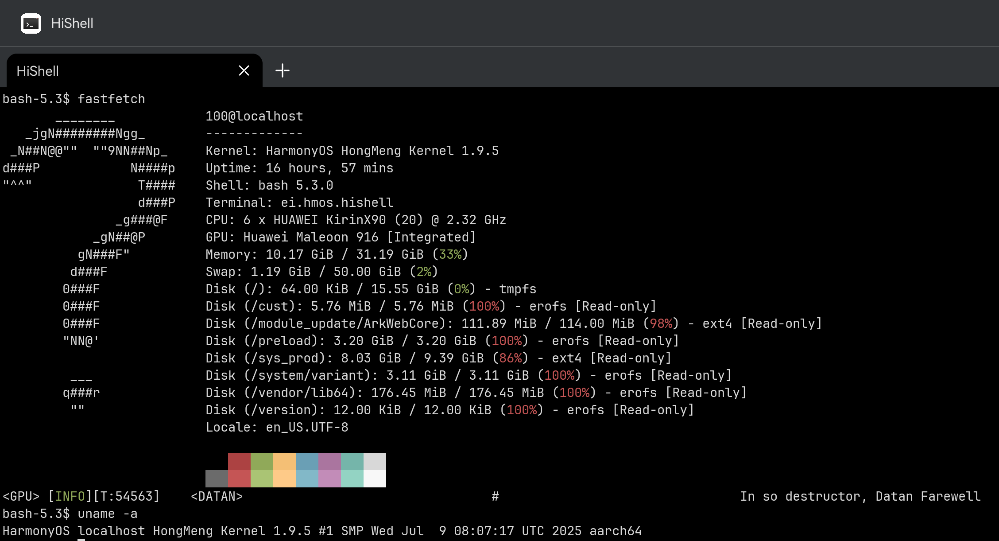 HiShell
HiShell
bash-5.3$ fastfetch
        ________            100@localhost
   _jgN########Ngg_        -------------
 _N##N@@""  ""9NN##Np_     Kernel: HarmonyOS HongMeng Kernel 1.9.5
d###P            N####p    Uptime: 16 hours, 57 mins
"^^"              T####    Shell: bash 5.3.0
                  d###P    Terminal: ei.hmos.hishell
               _g###@F     CPU: 6 x HUAWEI KirinX90 (20) @ 2.32 GHz
            _gN##@P        GPU: Huawei Maleoon 916 [Integrated]
          gN###F"          Memory: 10.17 GiB / 31.19 GiB (33%)
         d###F             Swap: 1.19 GiB / 50.00 GiB (2%)
        0###F              Disk (/): 64.00 KiB / 15.55 GiB (0%) - tmpfs
        0###F              Disk (/cust): 5.76 MiB / 5.76 MiB (100%) - erofs [Read-only]
        0###F              Disk (/module_update/ArkWebCore): 111.89 MiB / 114.00 MiB (98%) - ext4 [Read-only]
        "NN@'              Disk (/preload): 3.20 GiB / 3.20 GiB (100%) - erofs [Read-only]
                           Disk (/sys_prod): 8.03 GiB / 9.39 GiB (86%) - ext4 [Read-only]
         ___               Disk (/system/variant): 3.11 GiB / 3.11 GiB (100%) - erofs [Read-only]
        q###r              Disk (/vendor/lib64): 176.45 MiB / 176.45 MiB (100%) - erofs [Read-only]
         ""                Disk (/version): 12.00 KiB / 12.00 KiB (100%) - erofs [Read-only]
                           Locale: en_US.UTF-8
<GPU> [INFO][T:54563]    <DATAN>                                 #                                In so destructor, Datan Farewell
bash-5.3$ uname -a
HarmonyOS localhost HongMeng Kernel 1.9.5 #1 SMP Wed Jul  9 08:07:17 UTC 2025 aarch64